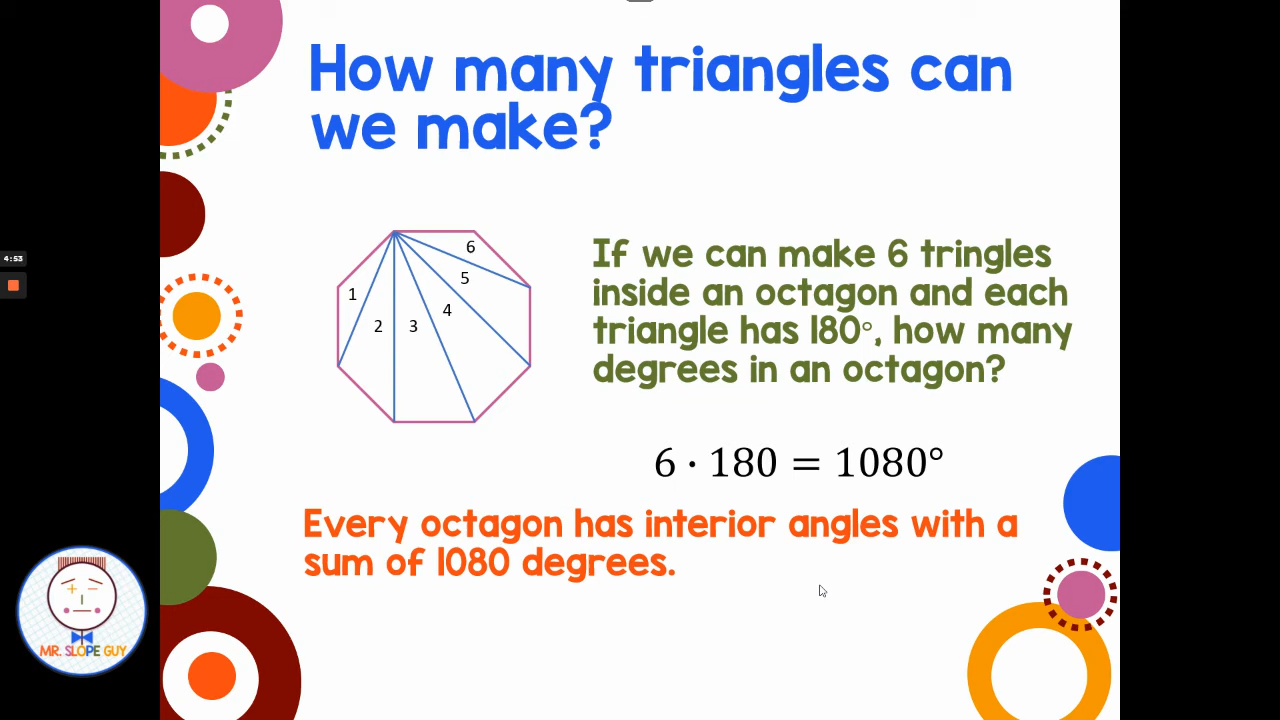 How many triangles can
we make?
4:53
6
5
1
4
2
3
If we can make 6 tringles
inside an octagon and each
triangle has 180°, how many
degrees in an octagon?
6 · 180 = 1080°
Every octagon has interior angles with a
sum of 1080 degrees.
MR. SLOPE GUY